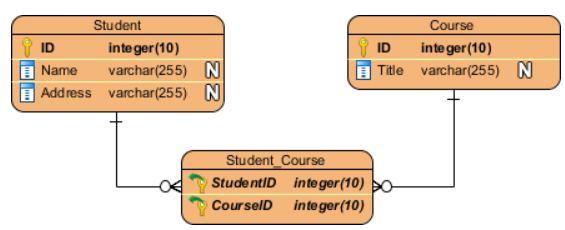 Student
ID integer(10)
Name varchar(255) N
Address varchar(255) N
Course
ID integer(10)
Title varchar(255) N
Student_Course
StudentID integer(10)
CourseID integer(10)